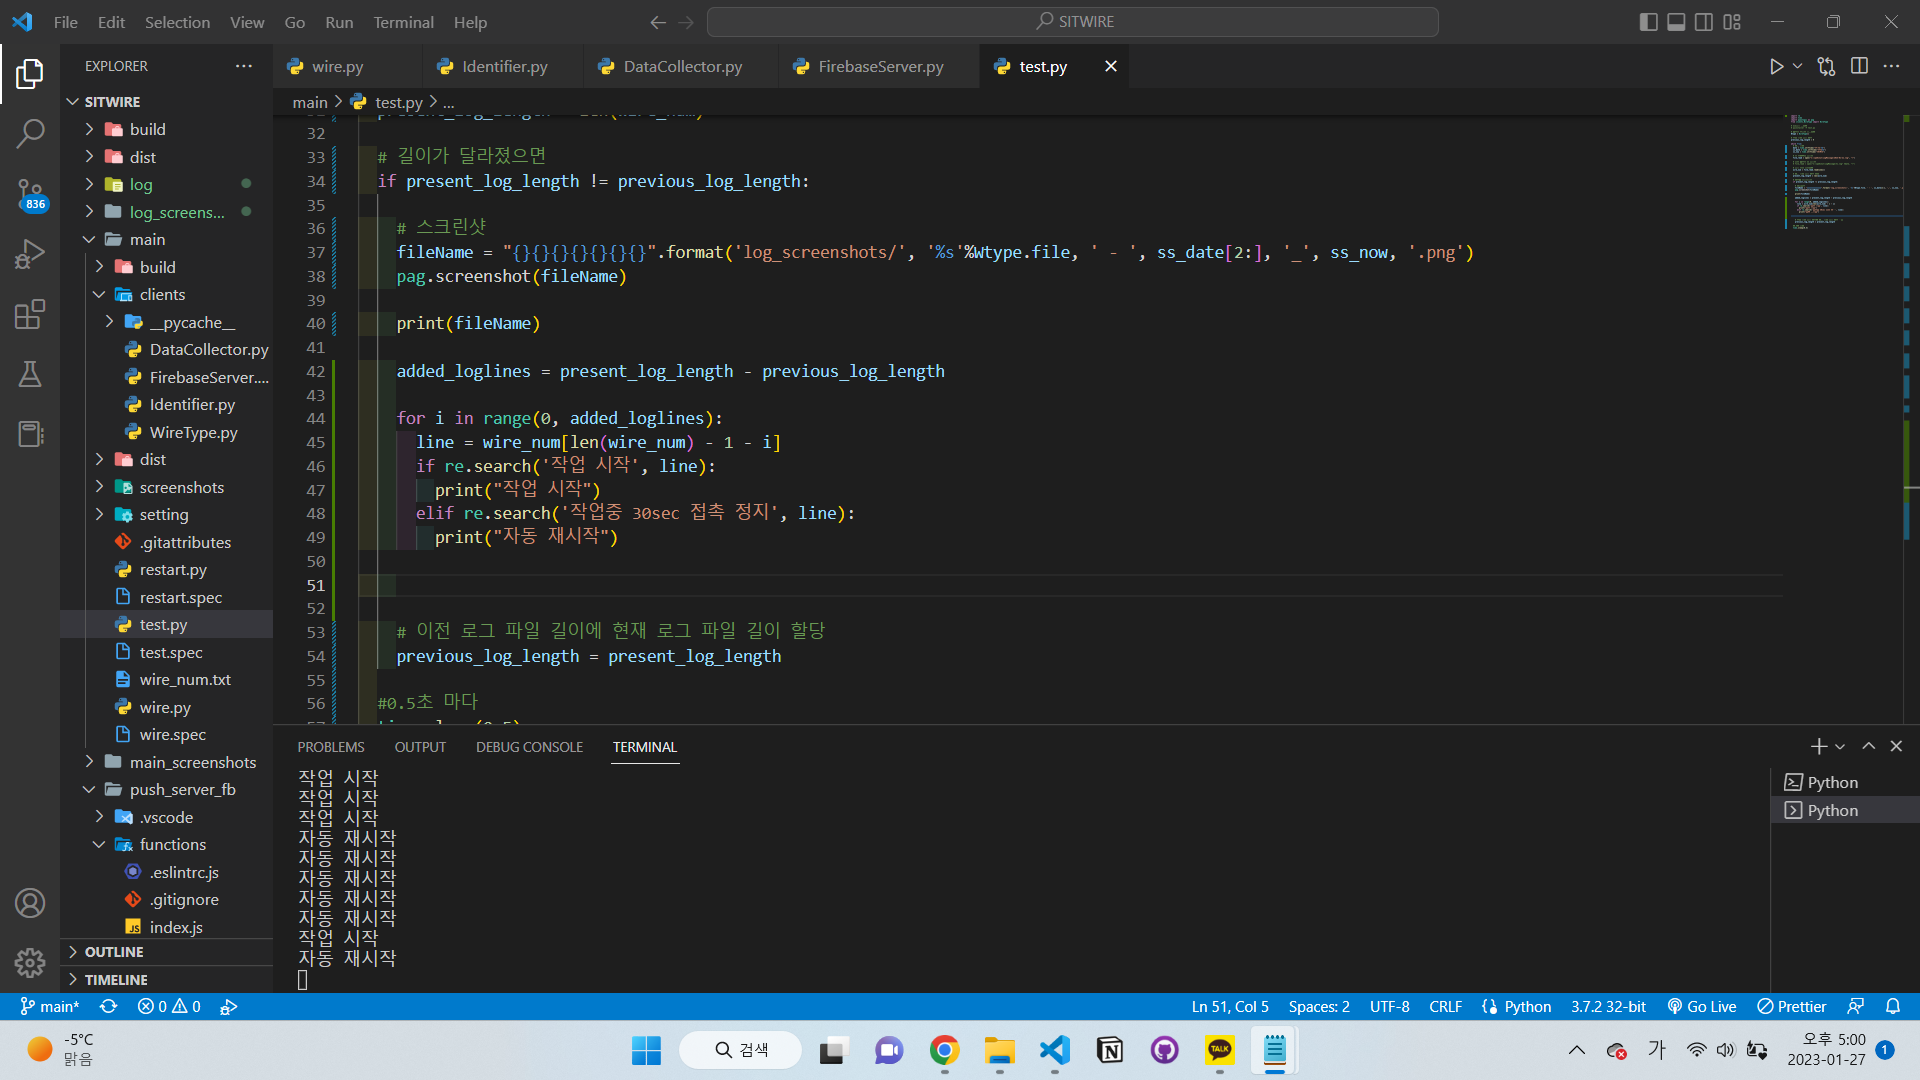 File Edit Selection View Go Run Terminal Help
SITWIRE
EXPLORER
SITWIRE
build
dist
log
log_screens...
main
build
clients
__pycache__
DataCollector.py
FirebaseServer....
Identifier.py
WireType.py
dist
screenshots
setting
.gitattributes
restart.py
restart.spec
test.py
test.spec
wire_num.txt
wire.py
wire.spec
main_screenshots
push_server_fb
.vscode
functions
.eslintrc.js
.gitignore
index.js
OUTLINE
TIMELINE
836
wire.py Identifier.py DataCollector.py FirebaseServer.py test.py
main > test.py > ...
32
33 # 길이가 달라졌으면
34 if present_log_length != previous_log_length:
35
36 # 스크린샷
37 fileName = "{}{}{}{}{}{}{}".format('log_screenshots/', '%s'%Wtype.file, ' - ', ss_date[2:], '_', ss_now, '.png')
38 pag.screenshot(fileName)
39
40 print(fileName)
41
42 added_loglines = present_log_length - previous_log_length
43
44 for i in range(0, added_loglines):
45 line = wire_num[len(wire_num) - 1 - i]
46 if re.search('작업 시작', line):
47 print("작업 시작")
48 elif re.search('작업중 30sec 접촉 정지', line):
49 print("자동 재시작")
50
51
52
53 # 이전 로그 파일 길이에 현재 로그 파일 길이 할당
54 previous_log_length = present_log_length
55
56 #0.5초 마다
PROBLEMS OUTPUT DEBUG CONSOLE TERMINAL
작업 시작
작업 시작
작업 시작
자동 재시작
자동 재시작
자동 재시작
자동 재시작
자동 재시작
작업 시작
자동 재시작
Python
Python
main* 0 0 Ln 51, Col 5 Spaces: 2 UTF-8 CRLF Python 3.7.2 32-bit Go Live Prettier
-5°C
맑음
검색
TALK
가
오후 5:00
2023-01-27
1